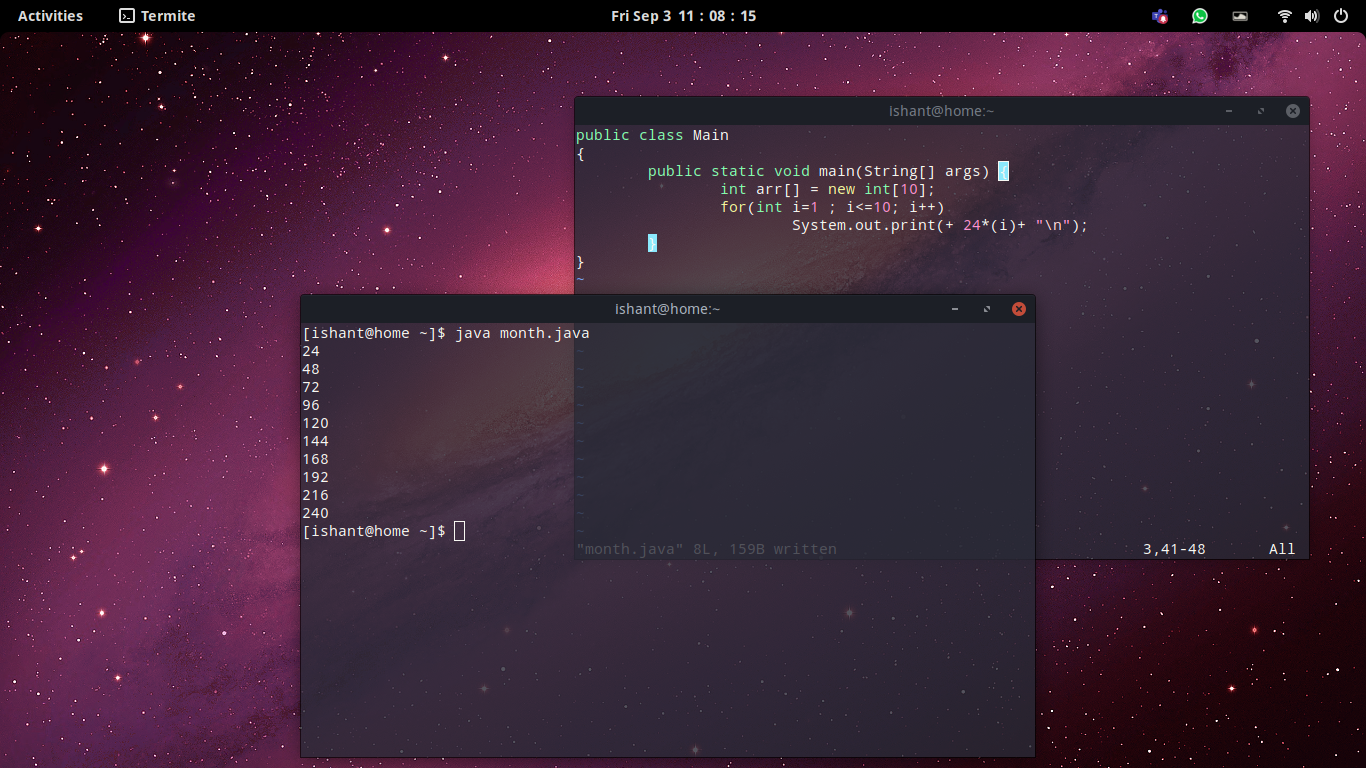 Activities Termite Fri Sep 3 11 : 08 : 15
ishant@home:~
public class Main
{
public static void main(String[] args) {
int arr[] = new int[10];
for(int i=1 ; i<=10; i++)
System.out.print(+ 24*(i)+ "\n");
}
}
~
"month.java" 8L, 159B written 3,41-48 All
ishant@home:~
[ishant@home ~]$ java month.java
24
48
72
96
120
144
168
192
216
240
[ishant@home ~]$